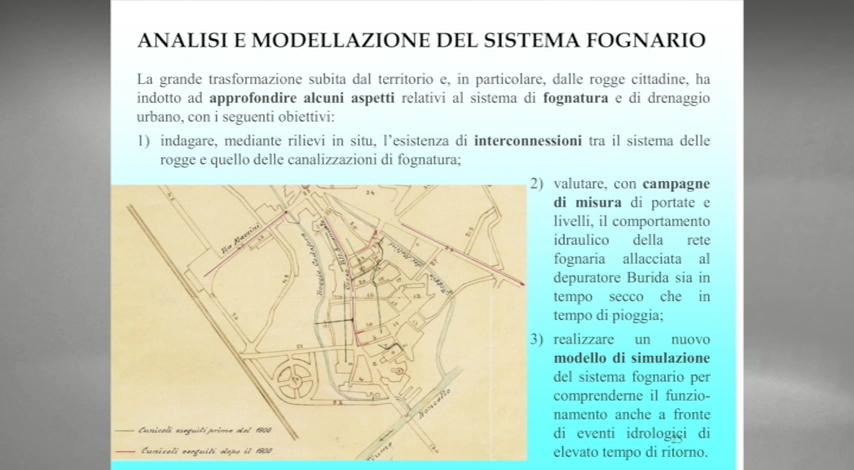 ANALISI E MODELLAZIONE DEL SISTEMA FOGNARIO
La grande trasformazione subita dal territorio e, in particolare, dalle rogge cittadine, ha
indotto ad approfondire alcuni aspetti relativi al sistema di fognatura e di drenaggio
urbano, con i seguenti obiettivi:
1) indagare, mediante rilievi in situ, l'esistenza di interconnessioni tra il sistema delle
rogge e quello delle canalizzazioni di fognatura;
2) valutare, con campagne
di misura di portate e
livelli, il comportamento
idraulico della rete
fognaria allacciata al
depuratore Burida sia in
tempo secco che in
tempo di pioggia;
3) realizzare un nuovo
modello di simulazione
del sistema fognario per
comprenderne il funzio-
namento anche a fronte
di eventi idrologici di
elevato tempo di ritorno.
Via Mazzini
Roggia
Noncello
Fiume
Cunicoli eseguiti prima del 1900
Cunicoli eseguiti dopo il 1900